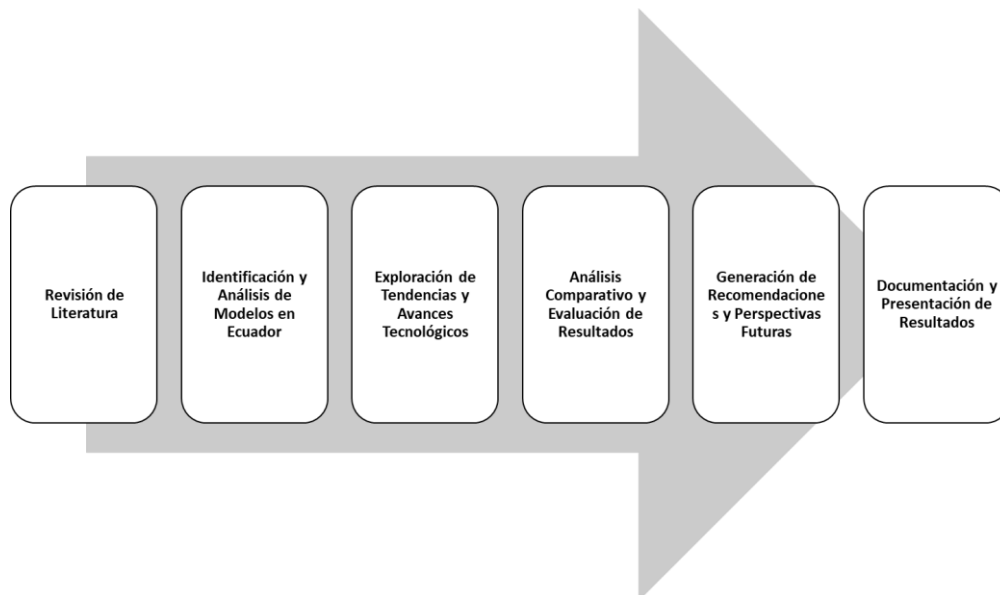 Revisión de
Literatura
Identificación y
Análisis de
Modelos en
Ecuador
Exploración de
Tendencias y
Avances
Tecnológicos
Análisis
Comparativo y
Evaluación de
Resultados
Generación de
Recomendacione
s y Perspectivas
Futuras
Documentación y
Presentación de
Resultados